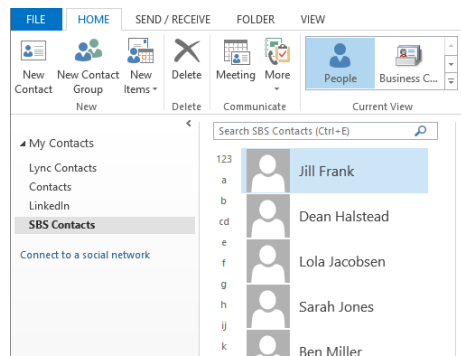 FILE HOME SEND / RECEIVE FOLDER VIEW
New Contact
New Contact Group
New Items
Delete
Meeting
More
People
Business C...
New
Delete
Communicate
Current View
My Contacts
Lync Contacts
Contacts
LinkedIn
SBS Contacts
Connect to a social network
Search SBS Contacts (Ctrl+E)
123
a
b
cd
e
f
g
h
ij
k
Jill Frank
Dean Halstead
Lola Jacobsen
Sarah Jones
Ben Miller